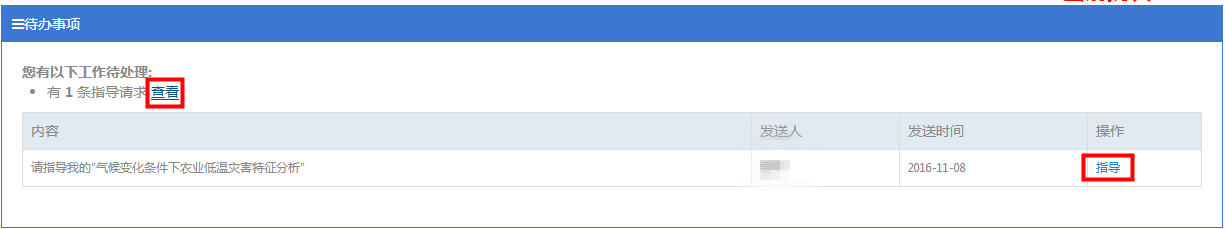 待办事项
您有以下工作待处理:
有 1 条指导请求 查看
内容 发送人 发送时间 操作
请指导我的"气候变化条件下农业低温灾害特征分析" 2016-11-08 指导